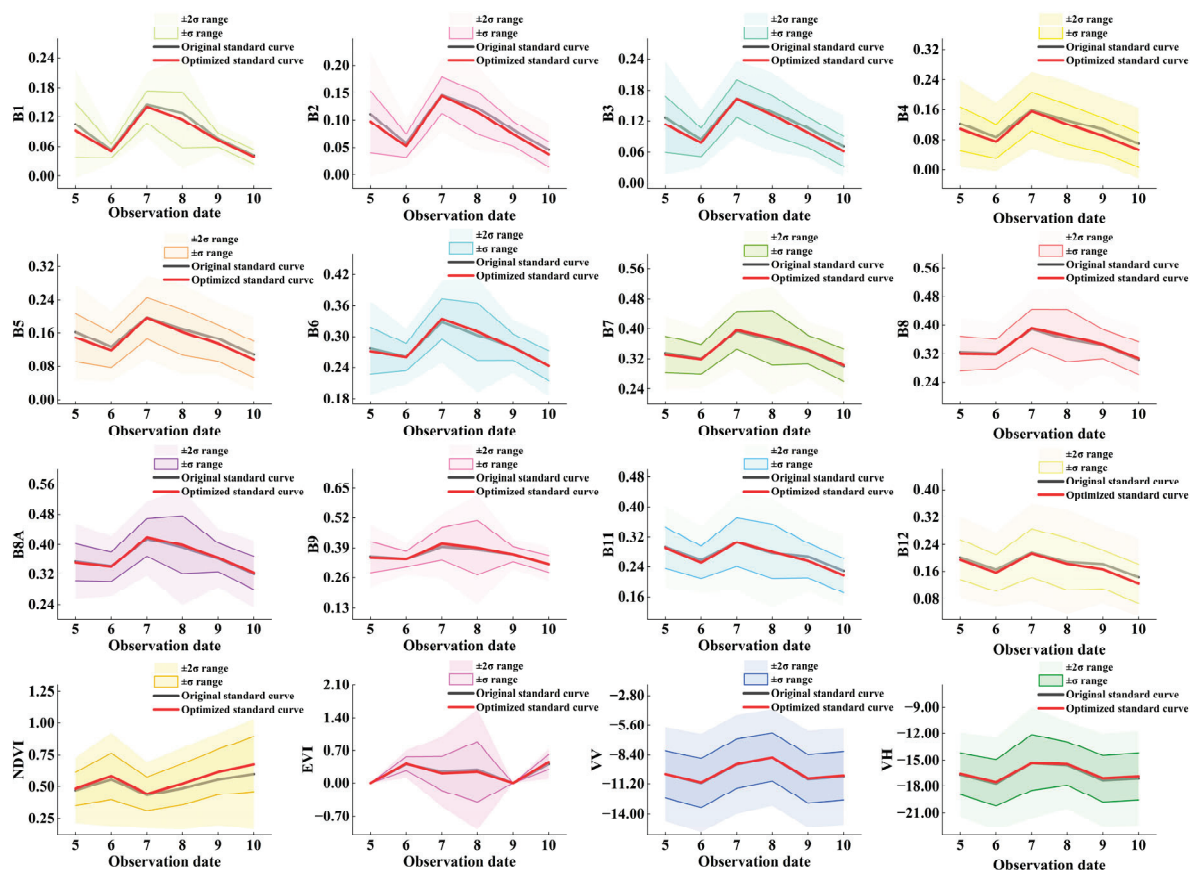 ±2σ range
±σ range
Original standard curve
Optimized standard curve
B1
0.24
0.18
0.12
0.06
0.00
5 6 7 8 9 10
Observation date
±2σ range
±σ range
Original standard curve
Optimized standard curve
B2
0.20
0.15
0.10
0.05
0.00
5 6 7 8 9 10
Observation date
±2σ range
±σ range
Original standard curve
Optimized standard curve
B3
0.24
0.18
0.12
0.06
0.00
5 6 7 8 9 10
Observation date
±2σ range
±σ range
Original standard curve
Optimized standard curve
B4
0.32
0.24
0.16
0.08
0.00
5 6 7 8 9 10
Observation date
±2σ range
±σ range
Original standard curve
Optimized standard curve
B5
0.32
0.24
0.16
0.08
0.00
5 6 7 8 9 10
Observation date
±2σ range
±σ range
Original standard curve
Optimized standard curve
B6
0.42
0.36
0.30
0.24
0.18
5 6 7 8 9 10
Observation date
±2σ range
±σ range
Original standard curve
Optimized standard curve
B7
0.56
0.48
0.40
0.32
0.24
5 6 7 8 9 10
Observation date
±2σ range
±σ range
Original standard curve
Optimized standard curve
B8
0.56
0.48
0.40
0.32
0.24
5 6 7 8 9 10
Observation date
±2σ range
±σ range
Original standard curve
Optimized standard curve
B8A
0.56
0.48
0.40
0.32
0.24
5 6 7 8 9 10
Observation date
±2σ range
±σ range
Original standard curve
Optimized standard curve
B9
0.65
0.52
0.39
0.26
0.13
5 6 7 8 9 10
Observation date
±2σ range
±σ range
Original standard curve
Optimized standard curve
B11
0.48
0.40
0.32
0.24
0.16
5 6 7 8 9 10
Observation date
±2σ range
±σ range
Original standard curve
Optimized standard curve
B12
0.40
0.32
0.24
0.16
0.08
5 6 7 8 9 10
Observation date
±2σ range
±σ range
Original standard curve
Optimized standard curve
NDVI
1.25
1.00
0.75
0.50
0.25
5 6 7 8 9 10
Observation date
±2σ range
±σ range
Original standard curve
Optimized standard curve
EVI
2.10
1.40
0.70
0.00
−0.70
5 6 7 8 9 10
Observation date
±2σ range
±σ range
Original standard curve
Optimized standard curve
VV
−2.80
−5.60
−8.40
−11.20
−14.00
5 6 7 8 9 10
Observation date
±2σ range
±σ range
Original standard curve
Optimized standard curve
VH
−9.00
−12.00
−15.00
−18.00
−21.00
5 6 7 8 9 10
Observation date